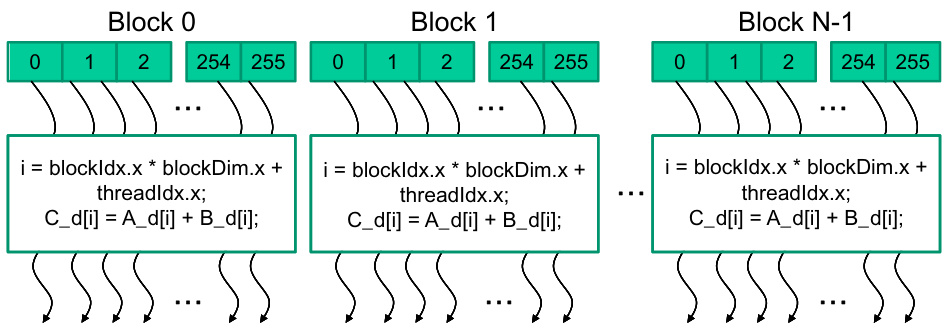 Block 0
Block 1
Block N-1
0 1 2 254 255
0 1 2 254 255
0 1 2 254 255
...
...
...
i = blockIdx.x * blockDim.x +
threadIdx.x;
C_d[i] = A_d[i] + B_d[i];
i = blockIdx.x * blockDim.x +
threadIdx.x;
C_d[i] = A_d[i] + B_d[i];
...
i = blockIdx.x * blockDim.x +
threadIdx.x;
C_d[i] = A_d[i] + B_d[i];
...
...
...